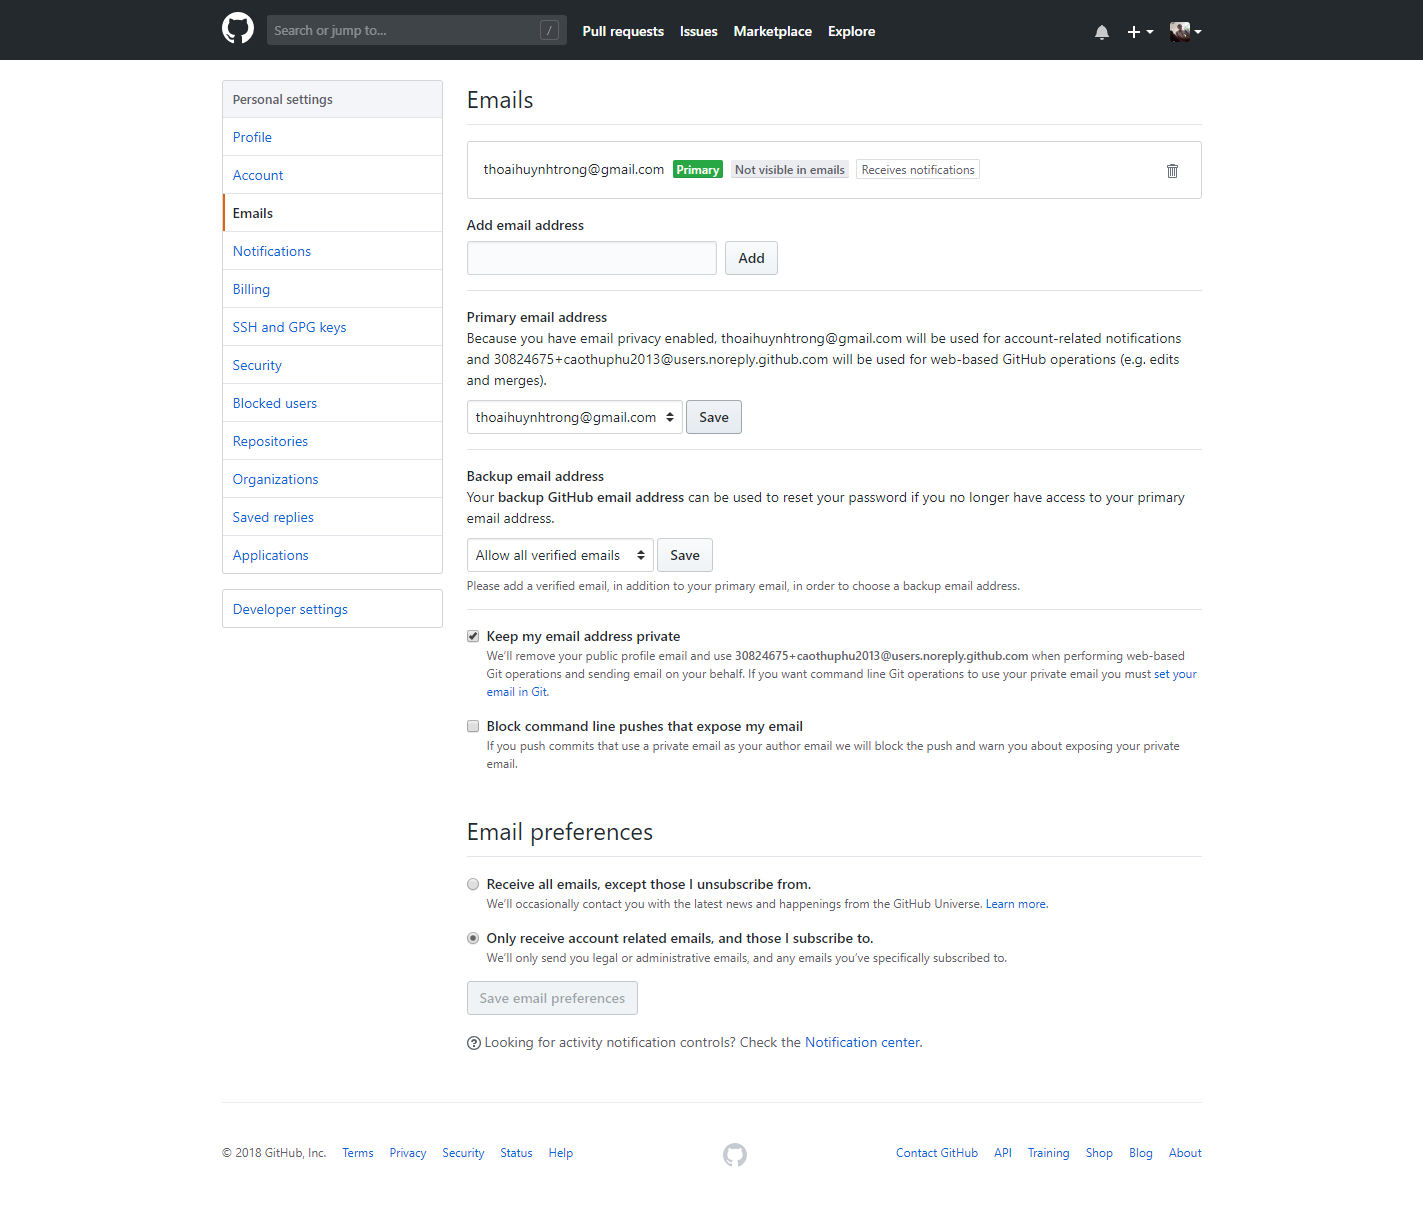 Search or jump to...
/
Pull requests
Issues
Marketplace
Explore
Personal settings
Profile
Account
Emails
Notifications
Billing
SSH and GPG keys
Security
Blocked users
Repositories
Organizations
Saved replies
Applications
Developer settings
Emails
thoaihuynhtrong@gmail.com Primary Not visible in emails Receives notifications
Add email address
Add
Primary email address
Because you have email privacy enabled, thoaihuynhtrong@gmail.com will be used for account-related notifications
and 30824675+caothuphu2013@users.noreply.github.com will be used for web-based GitHub operations (e.g. edits
and merges).
thoaihuynhtrong@gmail.com
Save
Backup email address
Your backup GitHub email address can be used to reset your password if you no longer have access to your primary
email address.
Allow all verified emails
Save
Please add a verified email, in addition to your primary email, in order to choose a backup email address.
Keep my email address private
We’ll remove your public profile email and use 30824675+caothuphu2013@users.noreply.github.com when performing web-based
Git operations and sending email on your behalf. If you want command line Git operations to use your private email you must set your
email in Git.
Block command line pushes that expose my email
If you push commits that use a private email as your author email we will block the push and warn you about exposing your private
email.
Email preferences
Receive all emails, except those I unsubscribe from.
We’ll occasionally contact you with the latest news and happenings from the GitHub Universe. Learn more.
Only receive account related emails, and those I subscribe to.
We’ll only send you legal or administrative emails, and any emails you’ve specifically subscribed to.
Save email preferences
Looking for activity notification controls? Check the Notification center.
© 2018 GitHub, Inc.
Terms
Privacy
Security
Status
Help
Contact GitHub
API
Training
Shop
Blog
About